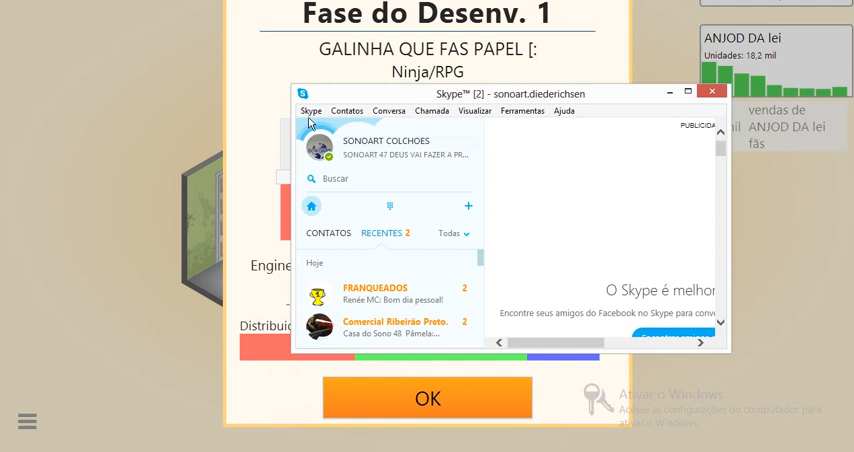 Fase do Desenv. 1
GALINHA QUE FAS PAPEL [:
Ninja/RPG
ANJOD DA lei
Unidades: 18,2 mil
mil
vendas de
ANJOD DA lei
fãs
Skype™ [2] - sonoart.diederichsen
Skype Contatos Conversa Chamada Visualizar Ferramentas Ajuda
PUBLICIDA
SONOART COLCHOES
SONOART 47 DEUS VAI FAZER A PR...
Buscar
CONTATOS RECENTES 2 Todas
Hoje
FRANQUEADOS 2
Renée MC: Bom dia pessoal!
Comercial Ribeirão Preto. 2
Casa do Sono 48 Pâmela:...
O Skype é melhor
Encontre seus amigos do Facebook no Skype para conv
Engine
Distribuic
OK
Ativar o Windows
Acesse as configurações do computador para
ativar o Windows.